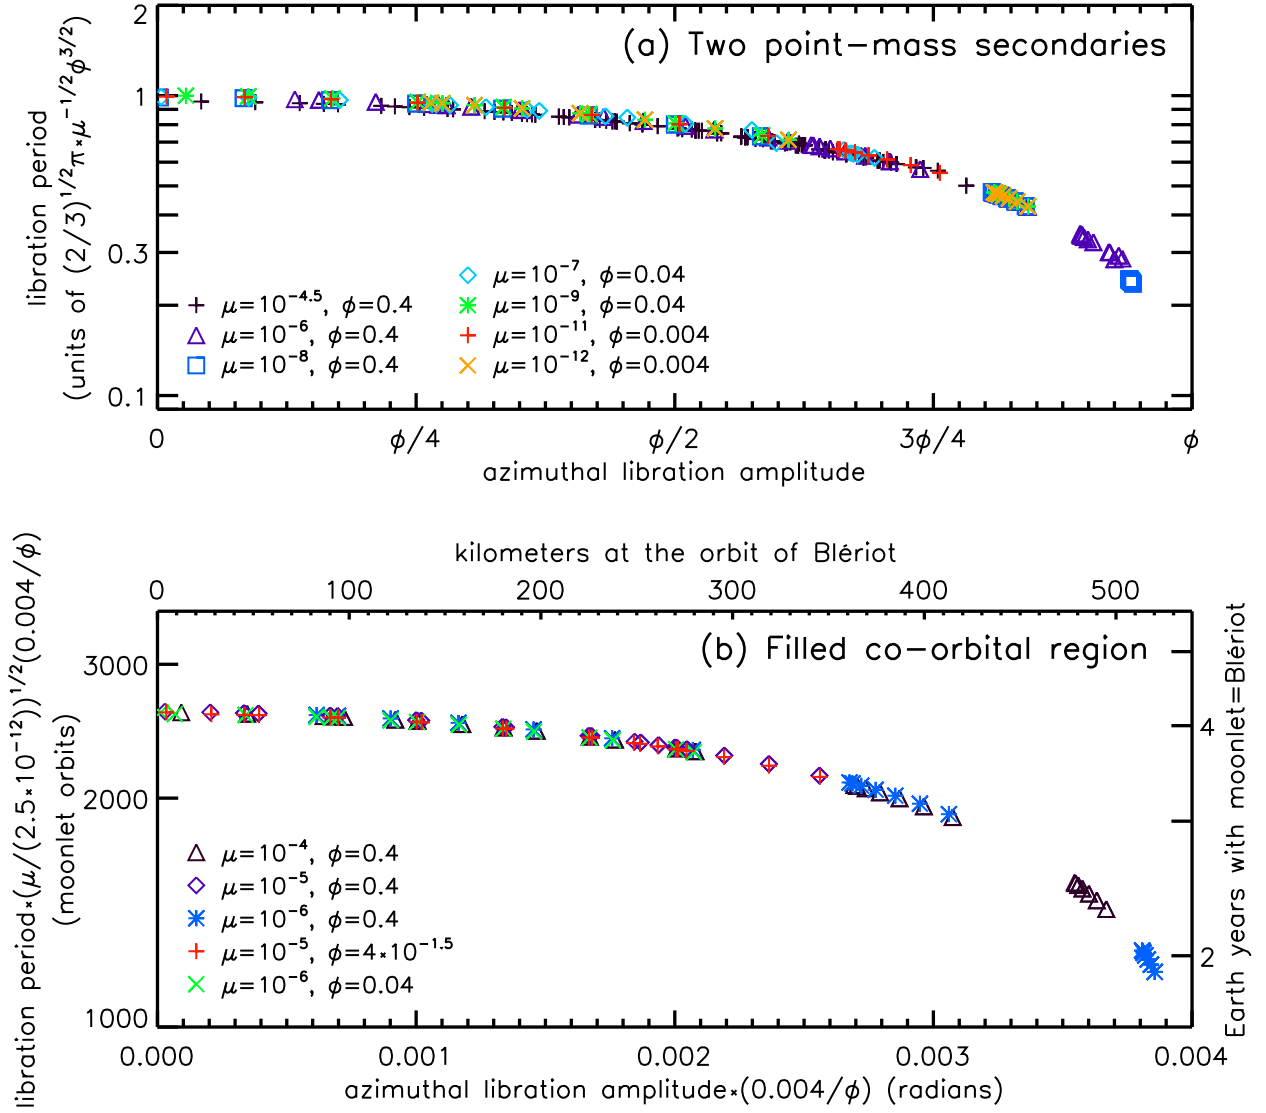 (a) Two point−mass secondaries
libration period
(units of (2/3)^1/2 π*μ^−1/2 ϕ^3/2)
2
1
0.3
0.1
μ=10^−4.5, ϕ=0.4
μ=10^−6, ϕ=0.4
μ=10^−8, ϕ=0.4
μ=10^−7, ϕ=0.04
μ=10^−9, ϕ=0.04
μ=10^−11, ϕ=0.004
μ=10^−12, ϕ=0.004
0 ϕ/4 ϕ/2 3ϕ/4 ϕ
azimuthal libration amplitude
kilometers at the orbit of Blériot
0 100 200 300 400 500
(b) Filled co−orbital region
libration period*(μ/(2.5*10^−12))^1/2(0.004/ϕ)
(moonlet orbits)
3000
2000
1000
μ=10^−4, ϕ=0.4
μ=10^−5, ϕ=0.4
μ=10^−6, ϕ=0.4
μ=10^−5, ϕ=4*10^−1.5
μ=10^−6, ϕ=0.04
4
2
Earth years with moonlet=Blériot
0.000 0.001 0.002 0.003 0.004
azimuthal libration amplitude*(0.004/ϕ) (radians)